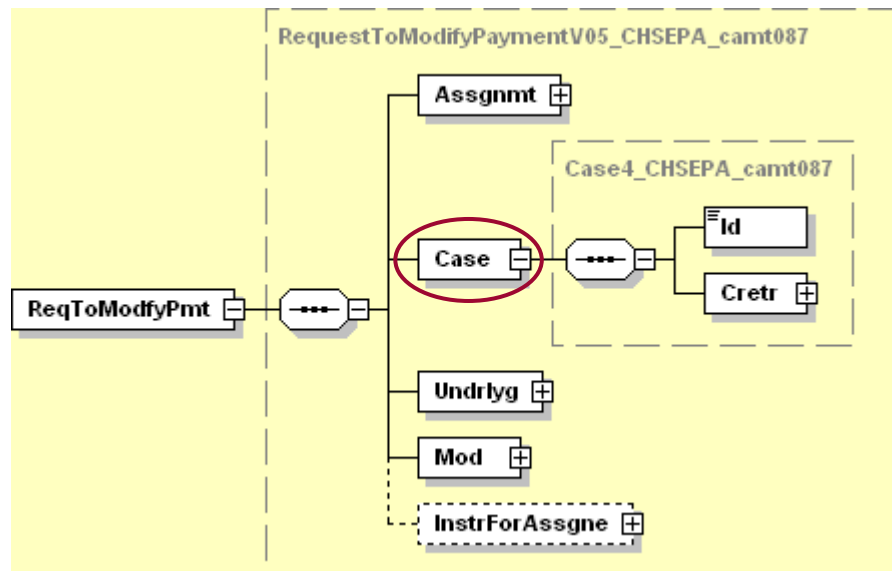 RequestToModifyPaymentV05_CHSEPA_camt087
Assgnmt
Case4_CHSEPA_camt087
Id
Case
Cretr
ReqToModfyPmt
Undrlyg
Mod
InstrForAssgne